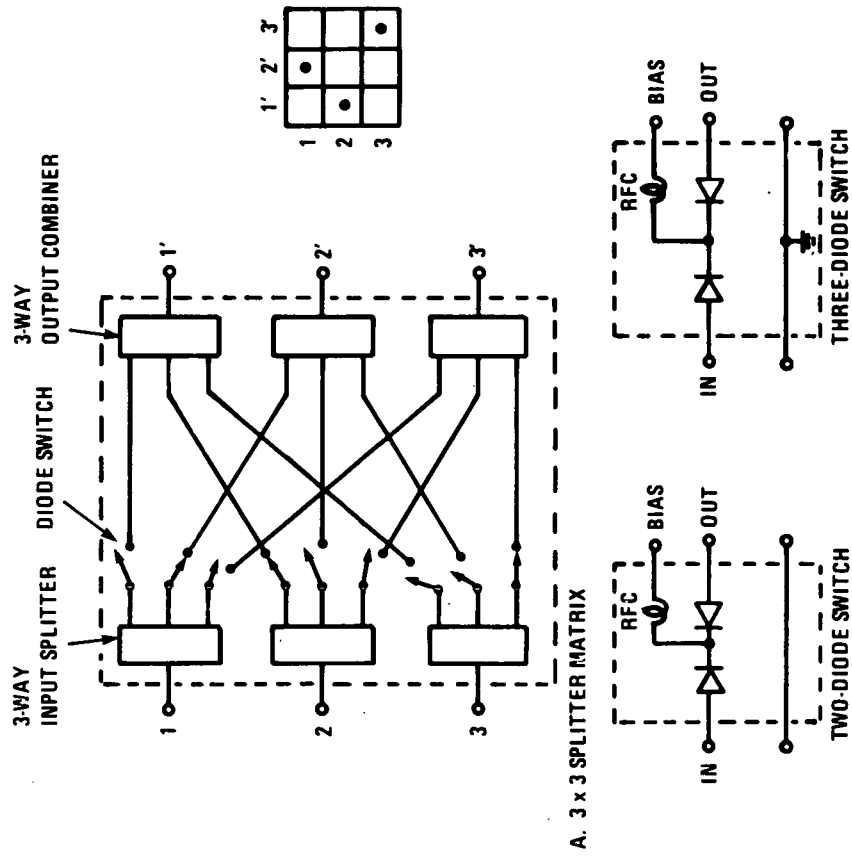 3-WAY
INPUT SPLITTER
DIODE SWITCH
3-WAY
OUTPUT COMBINER
1
2
3
1'
2'
3'
1' 2' 3'
1
2
3
A. 3 x 3 SPLITTER MATRIX
IN
RFC
BIAS
OUT
TWO-DIODE SWITCH
IN
RFC
BIAS
OUT
THREE-DIODE SWITCH